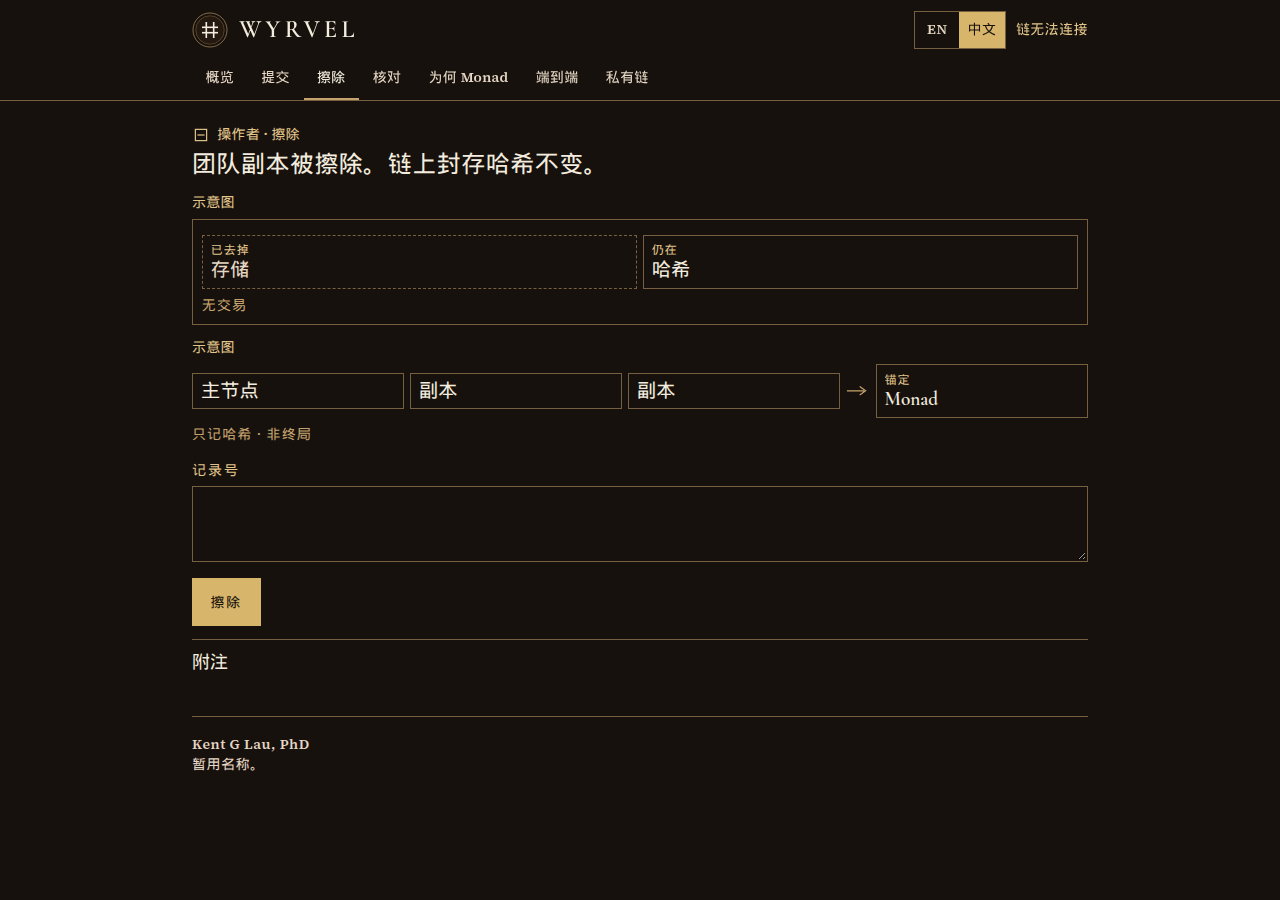 WYRVEL
EN 中文 链无法连接
概览 提交 擦除 核对 为何 Monad 端到端 私有链
操作者 · 擦除
团队副本被擦除。链上封存哈希不变。
示意图
已去掉 仍在
存储 哈希
无交易
示意图
主节点 副本 副本 → 锚定
Monad
只记哈希 · 非终局
记录号
擦除
附注
Kent G Lau, PhD
暂用名称。